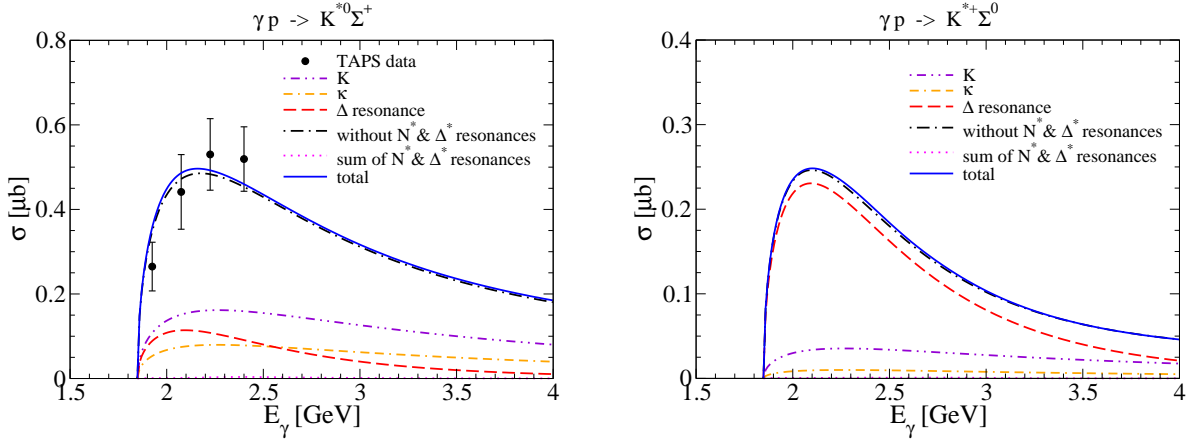 γ p -> K*0Σ+
0.8
0.6
0.4
0.2
0
σ [μb]
TAPS data
K
κ
Δ resonance
without N* & Δ* resonances
sum of N* & Δ* resonances
total
1.5 2 2.5 3 3.5 4
Eγ [GeV]
γ p -> K*+Σ0
0.4
0.3
0.2
0.1
0
σ [μb]
K
κ
Δ resonance
without N* & Δ* resonances
sum of N* & Δ* resonances
total
1.5 2 2.5 3 3.5 4
Eγ [GeV]